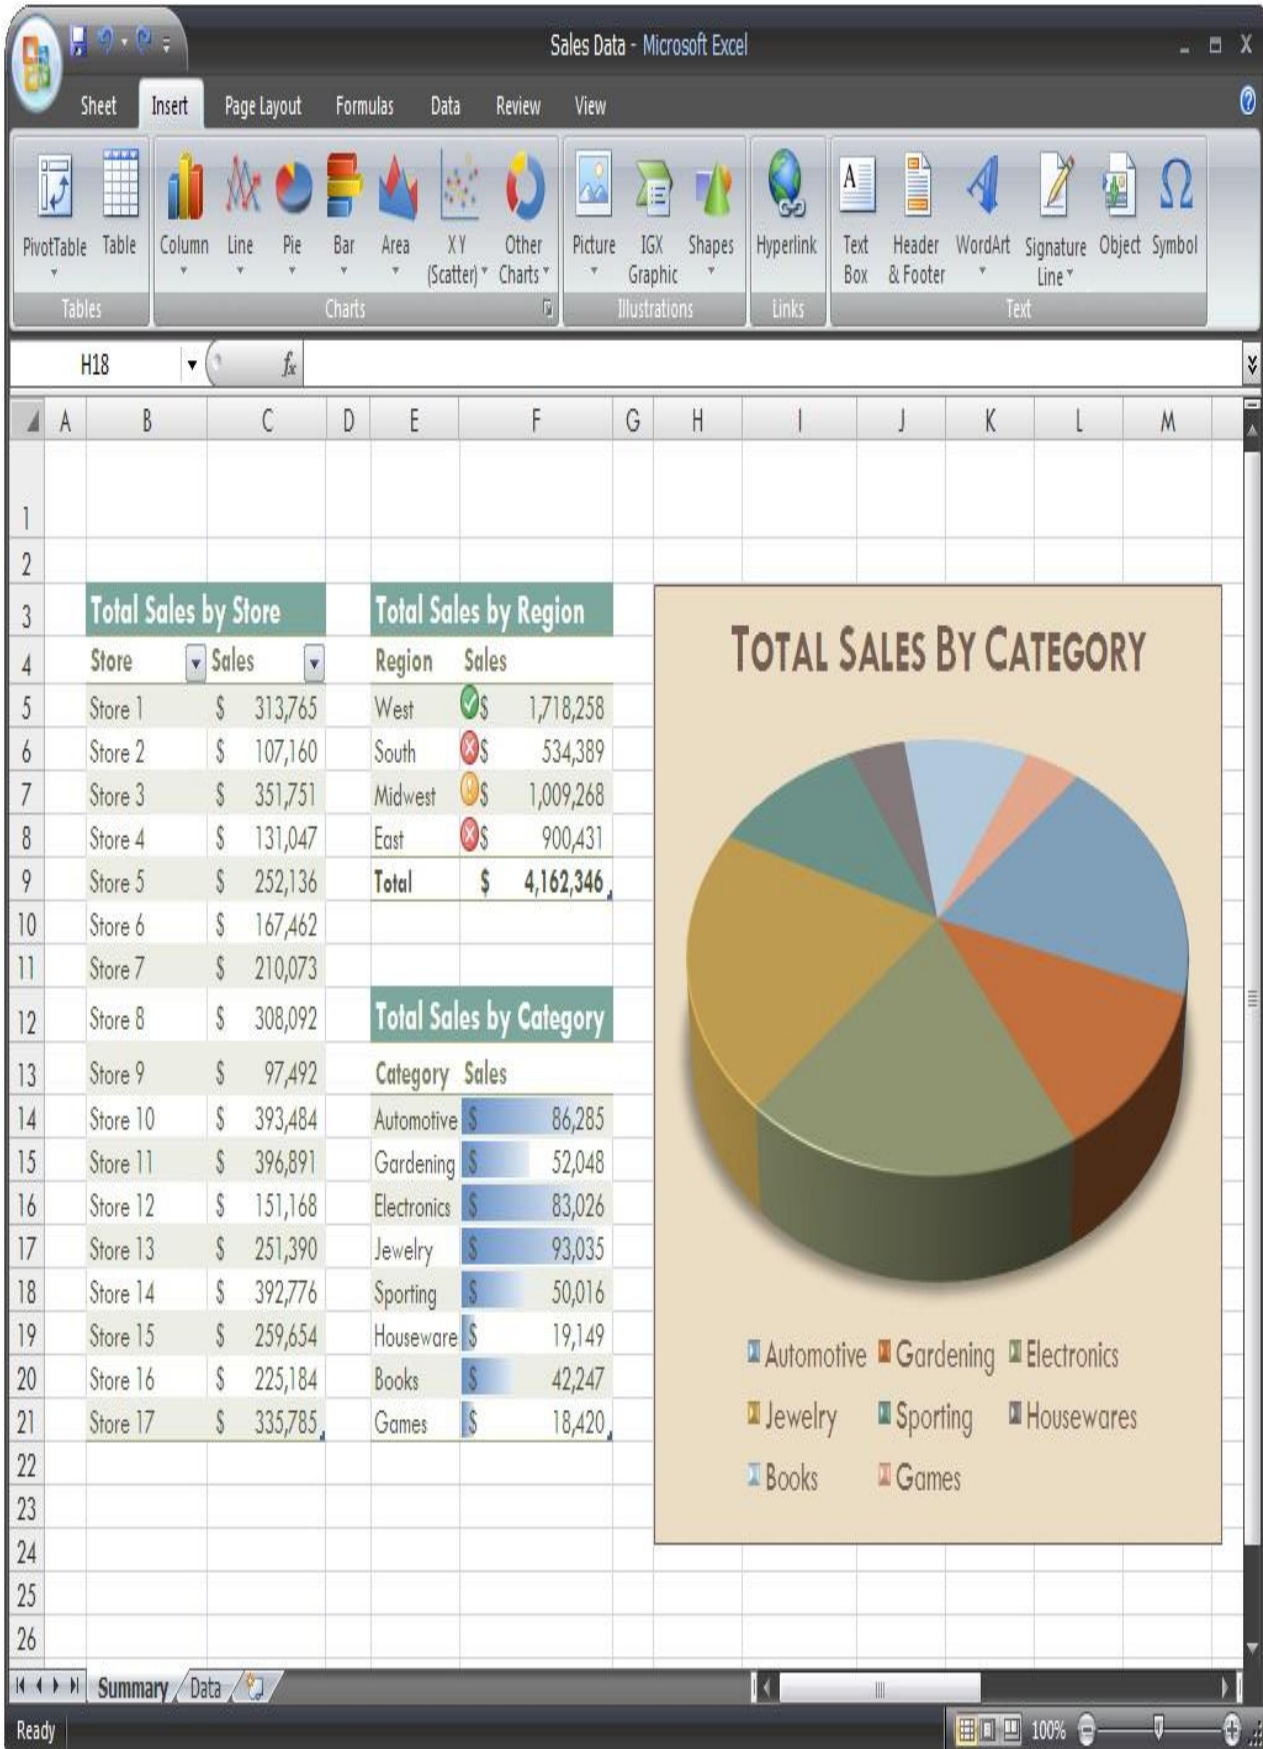 Sales Data - Microsoft Excel
Sheet Insert Page Layout Formulas Data Review View
PivotTable Table Column Line Pie Bar Area X Y (Scatter) Other Charts Picture IGX Graphic Shapes Hyperlink Text Box Header & Footer WordArt Signature Line Object Symbol
Tables Charts Illustrations Links Text
H18 fx
A B C D E F G H I J K L M
1
2
3 Total Sales by Store Total Sales by Region
4 Store Sales Region Sales
5 Store 1 $ 313,765 West $ 1,718,258
6 Store 2 $ 107,160 South $ 534,389
7 Store 3 $ 351,751 Midwest $ 1,009,268
8 Store 4 $ 131,047 East $ 900,431
9 Store 5 $ 252,136 Total $ 4,162,346
10 Store 6 $ 167,462
11 Store 7 $ 210,073
12 Store 8 $ 308,092 Total Sales by Category
13 Store 9 $ 97,492 Category Sales
14 Store 10 $ 393,484 Automotive $ 86,285
15 Store 11 $ 396,891 Gardening $ 52,048
16 Store 12 $ 151,168 Electronics $ 83,026
17 Store 13 $ 251,390 Jewelry $ 93,035
18 Store 14 $ 392,776 Sporting $ 50,016
19 Store 15 $ 259,654 Houseware $ 19,149
20 Store 16 $ 225,184 Books $ 42,247
21 Store 17 $ 335,785 Games $ 18,420
22
23
24
25
26
TOTAL SALES BY CATEGORY
Automotive Gardening Electronics
Jewelry Sporting Housewares
Books Games
Summary Data
Ready 100%